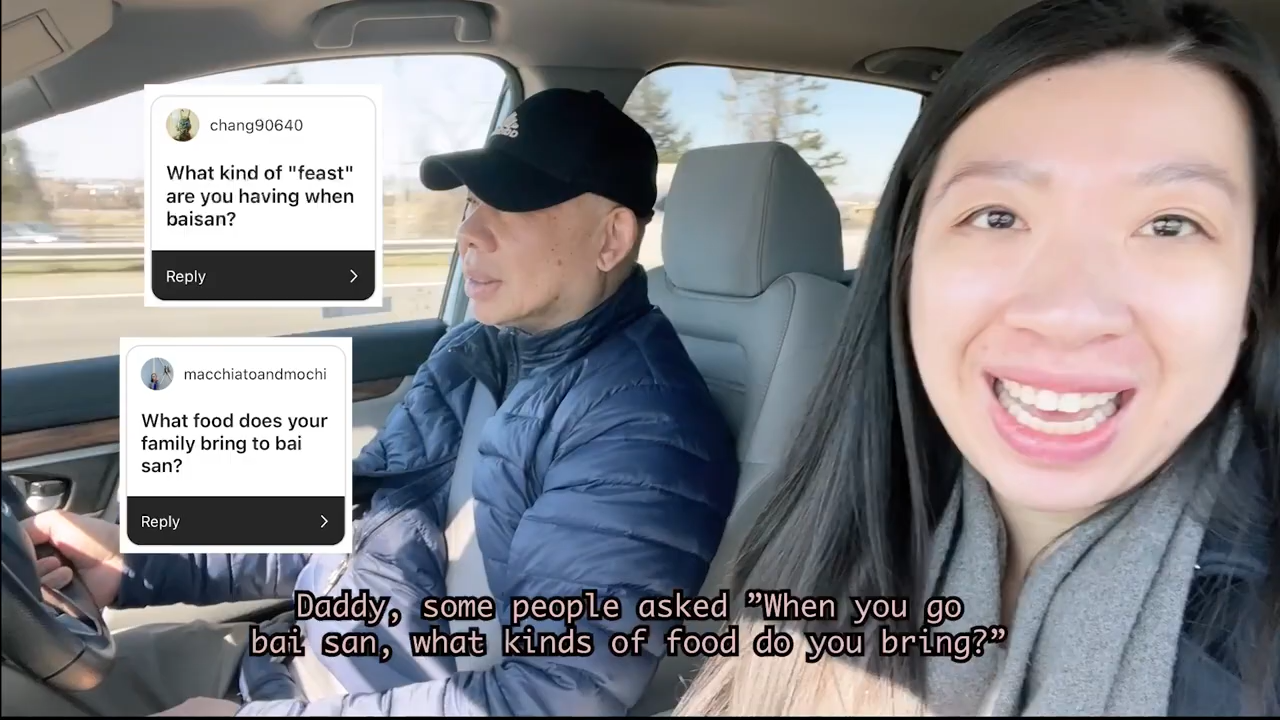 chang90640
What kind of "feast"
are you having when
baisan?
Reply
macchiatoandmochi
What food does your
family bring to bai
san?
Reply
Daddy, some people asked ”When you go
bai san, what kinds of food do you bring?”